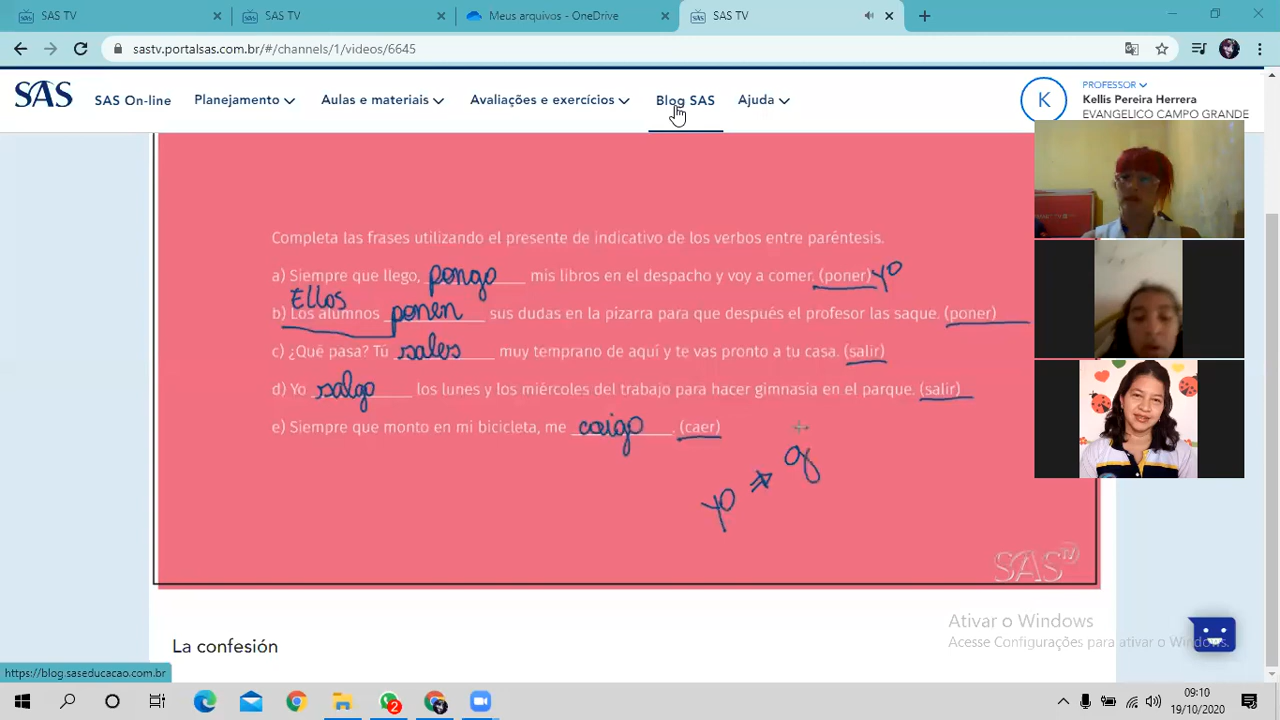 SAS TV
SAS TV
Meus arquivos - OneDrive
SAS TV
sastv.portalsas.com.br/#/channels/1/videos/6645
SAS
SAS On-line
Planejamento
Aulas e materiais
Avaliações e exercícios
Blog SAS
Ajuda
K
PROFESSOR
Kellis Pereira Herrera
EVANGELICO CAMPO GRANDE
Completa las frases utilizando el presente de indicativo de los verbos entre paréntesis.
a) Siempre que llego, pongo mis libros en el despacho y voy a comer. (poner) yo
Ellos
b) Los alumnos ponen sus dudas en la pizarra para que después el profesor las saque. (poner)
c) ¿Qué pasa? Tú sales muy temprano de aquí y te vas pronto a tu casa. (salir)
d) Yo salgo los lunes y los miércoles del trabajo para hacer gimnasia en el parque. (salir)
e) Siempre que monto en mi bicicleta, me caigo. (caer)
yo ⇒ g
SAS TV
La confesión
Ativar o Windows
Acesse Configurações para ativar o Windows.
https://blog.saseducacao.com.br
2
09:10
19/10/2020